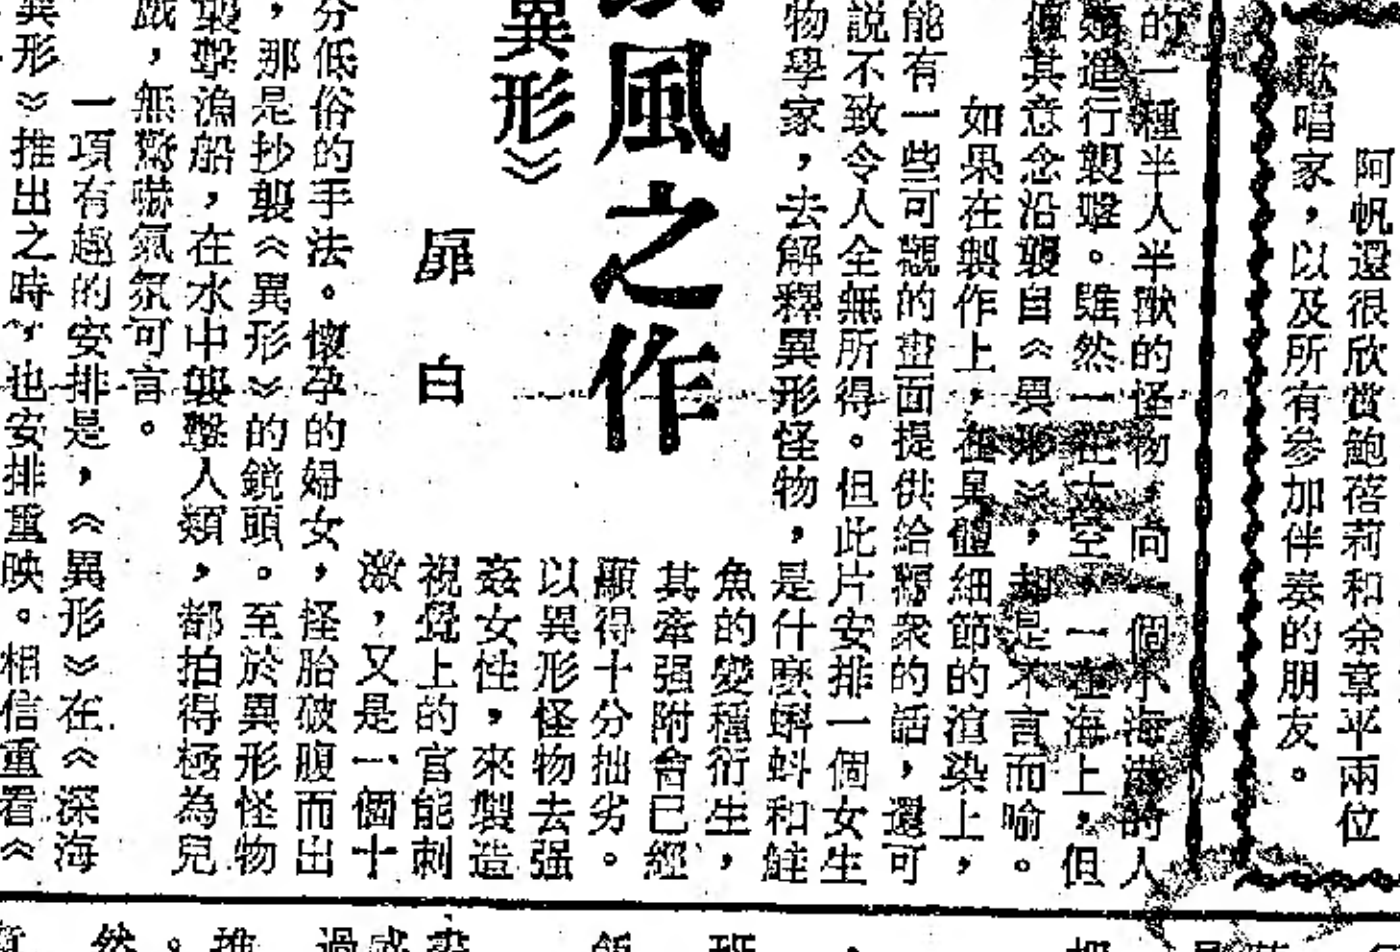 阿帆還很欣賞鮑蓓莉和余章平兩位
歌唱家，以及所有參加伴奏的朋友。
的一種半人半獸的怪物，向一個小海滋的人
類進行襲擊。雖然一在太空，一在海上，但
但其意念沿襲自《異形》，却是不言而喻。
如果在製作上，在具體細節的渲染上，
能有一些可觀的畫面提供給觀衆的話，還可
説不致令人全無所得。但此片安排一個女生
物學家，去解釋異形怪物，是什麽蝌蚪和鮭
風之作
異形》
扉白
魚的變種衍生，
其牽强附會已經
顯得十分拙劣。
以異形怪物去强
姦女性，來製造
視覺上的官能刺
激，又是一個十
分低俗的手法。懷孕的婦女，怪胎破腹而出
，那是抄襲《異形》的鏡頭。至於異形怪物
襲擊漁船，在水中襲擊人類，都拍得極為兒
戲，無驚嚇氣氛可言。
一項有趣的安排是，《異形》在《深海
異形》推出之時，也安排重映。相信重看《